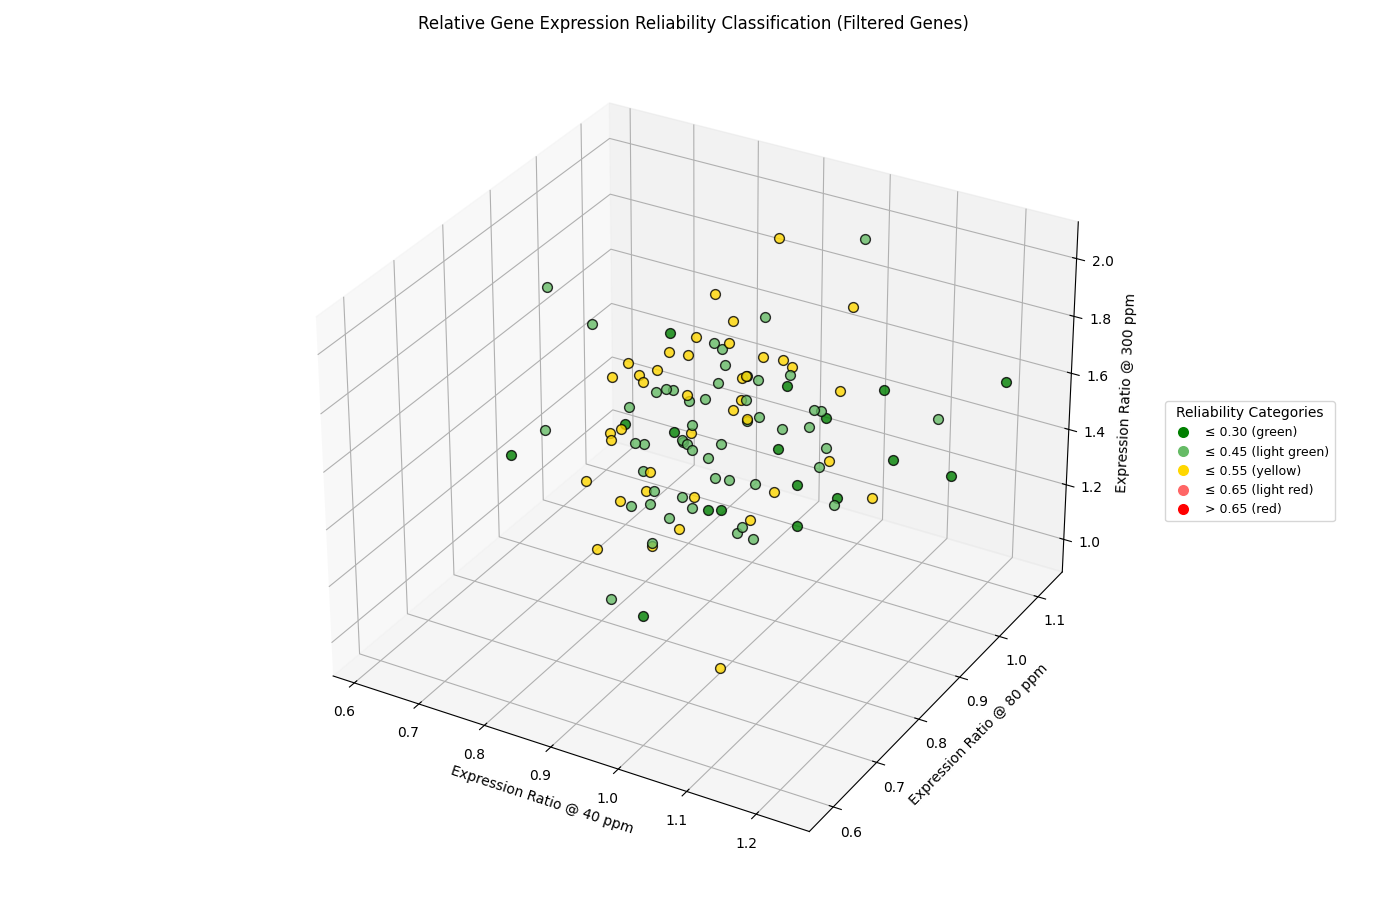 Relative Gene Expression Reliability Classification (Filtered Genes)
2.0
1.8
1.6
1.4
1.2
1.0
Expression Ratio @ 300 ppm
Reliability Categories
≤ 0.30 (green)
≤ 0.45 (light green)
≤ 0.55 (yellow)
≤ 0.65 (light red)
> 0.65 (red)
1.1
1.0
0.9
0.8
0.7
0.6
Expression Ratio @ 80 ppm
0.6
0.7
0.8
0.9
1.0
1.1
1.2
Expression Ratio @ 40 ppm